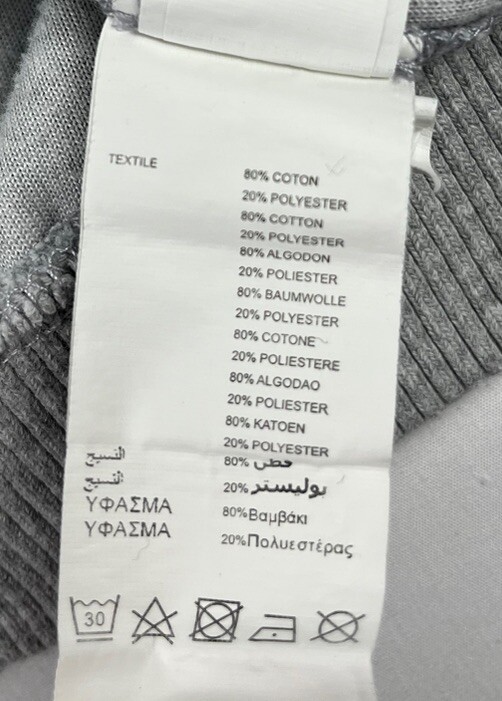 TEXTILE
80% COTON
20% POLYESTER
80% COTTON
20% POLYESTER
80% ALGODON
20% POLIESTER
80% BAUMWOLLE
20% POLYESTER
80% COTONE
20% POLIESTERE
80% ALGODAO
20% POLIESTER
80% KATOEN
20% POLYESTER
النسيج 80% قطن
النسيج 20% بوليستر
ΥΦΑΣΜΑ 80%Βαμβάκι
ΥΦΑΣΜΑ 20%Πολυεστέρας
30